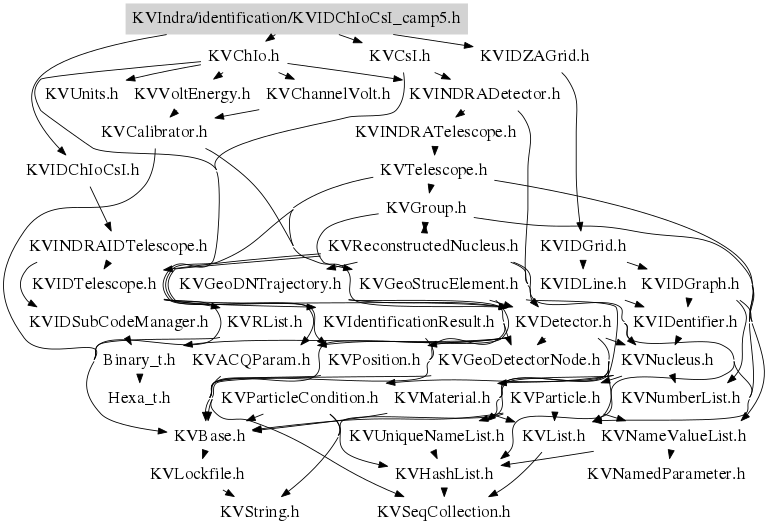 KVIndra/identification/KVIDChIoCsI_camp5.h
KVChIo.h KVCsI.h KVIDZAGrid.h
KVUnits.h KVVoltEnergy.h KVChannelVolt.h KVINDRADetector.h
KVCalibrator.h KVINDRATelescope.h
KVIDChIoCsI.h KVTelescope.h
KVGroup.h
KVINDRAIDTelescope.h KVReconstructedNucleus.h KVIDGrid.h
KVIDTelescope.h KVGeoDNTrajectory.h KVGeoStrucElement.h KVIDLine.h KVIDGraph.h
KVIDSubCodeManager.h KVRList.h KVIdentificationResult.h KVDetector.h KVIDentifier.h
Binary_t.h KVACQParam.h KVPosition.h KVGeoDetectorNode.h KVNucleus.h
Hexa_t.h KVParticleCondition.h KVMaterial.h KVParticle.h KVNumberList.h
KVBase.h KVUniqueNameList.h KVList.h KVNameValueList.h
KVLockfile.h KVHashList.h KVNamedParameter.h
KVString.h KVSeqCollection.h